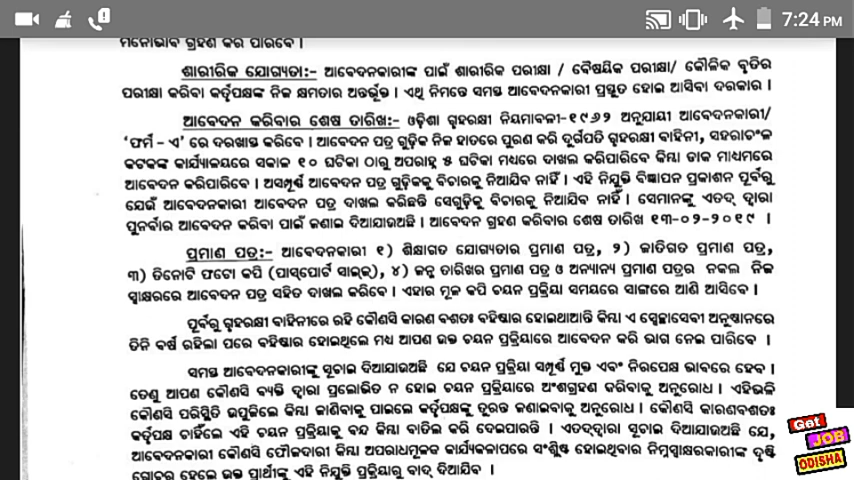 7:24 PM
ମନୋଭାବ ଗ୍ରହଣ କରି ପାରିବେ ।
ଶାରୀରିକ ଯୋଗ୍ୟତା:- ଆବେଦନକାରୀଙ୍କ ପାଇଁ ଶାରୀରିକ ପରୀକ୍ଷା / ବୈଷୟିକ ପରୀକ୍ଷା/ କୌଳିକ ବୃତିର
ପରୀକ୍ଷା କରିବା କର୍ତ୍ତୃପକ୍ଷଙ୍କ ନିଜ କ୍ଷମତାର ଅନ୍ତର୍ଭୂକ୍ତ । ଏଥି ନିମନ୍ତେ ସମସ୍ତ ଆବେଦନକାରୀ ପ୍ରସ୍ତୁତ ହୋଇ ଆସିବା ଦରକାର ।
ଆବେଦନ କରିବାର ଶେଷ ତାରିଖ:- ଓଡ଼ିଶା ଗୃହରକ୍ଷୀ ନିୟମାବଳୀ-୧୯୬୨ ଅନୁଯାୟୀ ଆବେଦନକାରୀ/
‘ଫର୍ମ - ଏ’ ରେ ଦରଖାସ୍ତ କରିବେ । ଆବେଦନ ପତ୍ର ଗୁଡ଼ିକ ନିଜ ହାତରେ ପୁରଣ କରି ଦୁର୍ଗପତି ଗୃହରକ୍ଷୀ ବାହିନୀ, ସହରାଚଂଳ
କଟକଙ୍କ କାର୍ଯ୍ୟାଳୟରେ ସକାଳ ୧୦ ଘଟିକା ଠାରୁ ଅପରାହ୍ନ ୫ ଘଟିକା ମଧ୍ୟରେ ଦାଖଲ କରିପାରିବେ କିମ୍ବା ଡାକ ମାଧ୍ୟମରେ
ଆବେଦନ କରିପାରିବେ । ଅସମ୍ପୂର୍ଣ୍ଣ ଆବେଦନ ପତ୍ର ଗୁଡ଼ିକକୁ ବିଚାରକୁ ନିଆଯିବ ନାହିଁ । ଏହି ନିଯୁକ୍ତି ବିଜ୍ଞାପନ ପ୍ରକାଶନ ପୂର୍ବରୁ
ଯେଉଁ ଆବେଦନକାରୀ ଆବେଦନ ପତ୍ର ଦାଖଲ କରିଛନ୍ତି ସେଗୁଡ଼ିକୁ ବିଚାରକୁ ନିଆଯିବ ନାହିଁ । ସେମାନଙ୍କୁ ଏତଦ୍ ଦ୍ଵାରା
ପୁନର୍ବାର ଆବେଦନ କରିବା ପାଇଁ ଜଣାଇ ଦିଆଯାଉଅଛି । ଆବେଦନ ଗ୍ରହଣ କରିବାର ଶେଷ ତାରିଖ ୧୩-୦୨-୨୦୧୯ ।
ପ୍ରମାଣ ପତ୍ର:- ଆବେଦନକାରୀ ୧) ଶିକ୍ଷାଗତ ଯୋଗ୍ୟତାର ପ୍ରମାଣ ପତ୍ର, ୨) ଜାତିଗତ ପ୍ରମାଣ ପତ୍ର,
୩) ତିନୋଟି ଫଟୋ କପି (ପାସ୍‌ପୋର୍ଟ ସାଇଜ୍), ୪) ଜନ୍ମ ତାରିଖର ପ୍ରମାଣ ପତ୍ର ଓ ଅନ୍ୟାନ୍ୟ ପ୍ରମାଣ ପତ୍ରର ନକଲ ନିଜ
ସ୍ଵାକ୍ଷରରେ ଆବେଦନ ପତ୍ର ସହିତ ଦାଖଲ କରିବେ । ଏହାର ମୂଳ କପି ଚୟନ ପ୍ରକ୍ରିୟା ସମୟରେ ସାଙ୍ଗରେ ଆଣି ଆସିବେ ।
ପୂର୍ବରୁ ଗୃହରକ୍ଷୀ ବାହିନୀରେ ରହି କୌଣସି କାରଣ ବଶତଃ ବହିଷ୍କାର ହୋଇଥାଆନ୍ତି କିମ୍ବା ଏ ସ୍ଵେଚ୍ଛାସେବୀ ଅନୁଷ୍ଠାନରେ
ତିନି ବର୍ଷ ରହିଲା ପରେ ବହିଷ୍କାର ହୋଇଥିଲେ ମଧ୍ୟ ଆପଣ ଉକ୍ତ ଚୟନ ପ୍ରକ୍ରିୟାରେ ଆବେଦନ କରି ଭାଗ ନେଇ ପାରିବେ ।
ସମସ୍ତ ଆବେଦନକାରୀଙ୍କୁ ସୂଚାଇ ଦିଆଯାଉଅଛି ଯେ ଚୟନ ପ୍ରକ୍ରିୟା ସମ୍ପୂର୍ଣ୍ଣ ମୁକ୍ତ ଏବଂ ନିରପେକ୍ଷ ଭାବରେ ହେବ ।
ତେଣୁ ଆପଣ କୌଣସି ବ୍ୟକ୍ତି ଦ୍ଵାରା ପ୍ରଲୋଭିତ ନ ହୋଇ ଚୟନ ପ୍ରକ୍ରିୟାରେ ଅଂଶଗ୍ରହଣ କରିବାକୁ ଅନୁରୋଧ । ଏହିଭଳି
କୌଣସି ପରିସ୍ଥିତି ଉପୁଜିଲେ କିମ୍ବା ଜାଣିବାକୁ ପାଇଲେ କର୍ତ୍ତୃପକ୍ଷଙ୍କୁ ତୁରନ୍ତ ଜଣାଇବାକୁ ଅନୁରୋଧ । କୌଣସି କାରଣବଶତଃ
କର୍ତ୍ତୃପକ୍ଷ ଚାହିଁଲେ ଏହି ଚୟନ ପ୍ରକ୍ରିୟାକୁ ବନ୍ଦ କିମ୍ବା ବାତିଲ କରି ଦେଇପାରନ୍ତି । ଏତଦ୍‌ଦ୍ଵାରା ସୂଚାଇ ଦିଆଯାଉଅଛି ଯେ,
ଆବେଦନକାରୀ କୌଣସି ଫୌଜଦାରୀ କିମ୍ବା ଅପରାଧମୂଳକ କାର୍ଯ୍ୟକଳାପରେ ସଂଶ୍ଳିଷ୍ଟ ହୋଇଥିବାର ନିମ୍ନସ୍ଵାକ୍ଷରକାରୀଙ୍କ ଦୃଷ୍ଟି
ଗୋଚର ହେଲେ ଉକ୍ତ ପ୍ରାର୍ଥୀଙ୍କୁ ଏହି ନିଯୁକ୍ତି ପ୍ରକ୍ରିୟାରୁ ବାଦ୍ ଦିଆଯିବ ।
Get
JOB
ODISHA